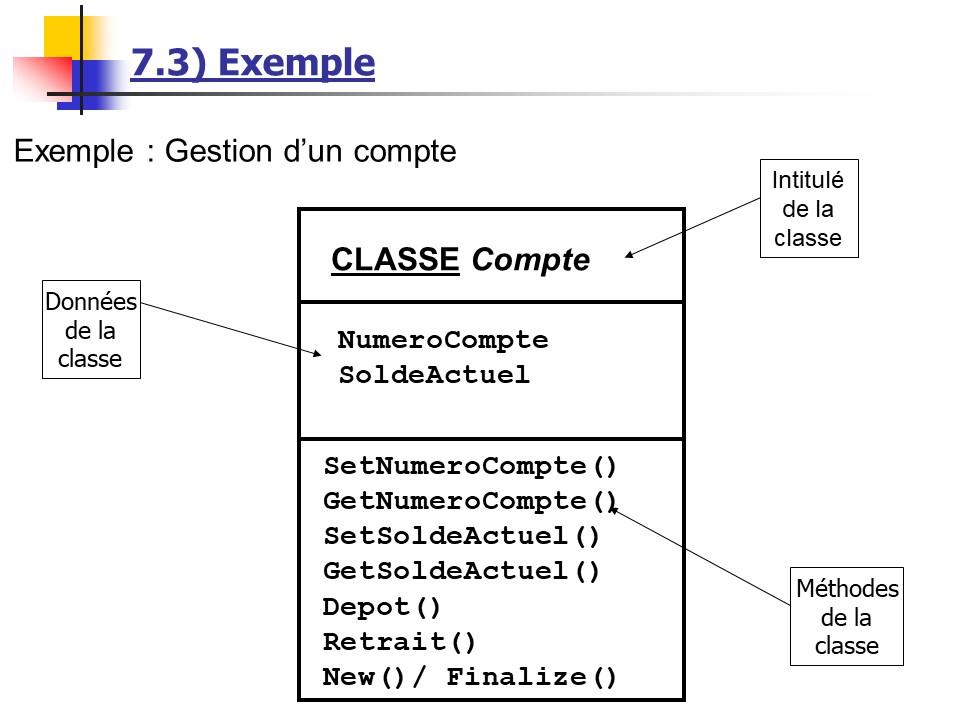 7.3) Exemple
Exemple : Gestion d’un compte
Intitulé
de la
classe
CLASSE Compte
Données
de la
classe
NumeroCompte
SoldeActuel
SetNumeroCompte()
GetNumeroCompte()
SetSoldeActuel()
GetSoldeActuel()
Depot()
Retrait()
New()/ Finalize()
Méthodes
de la
classe